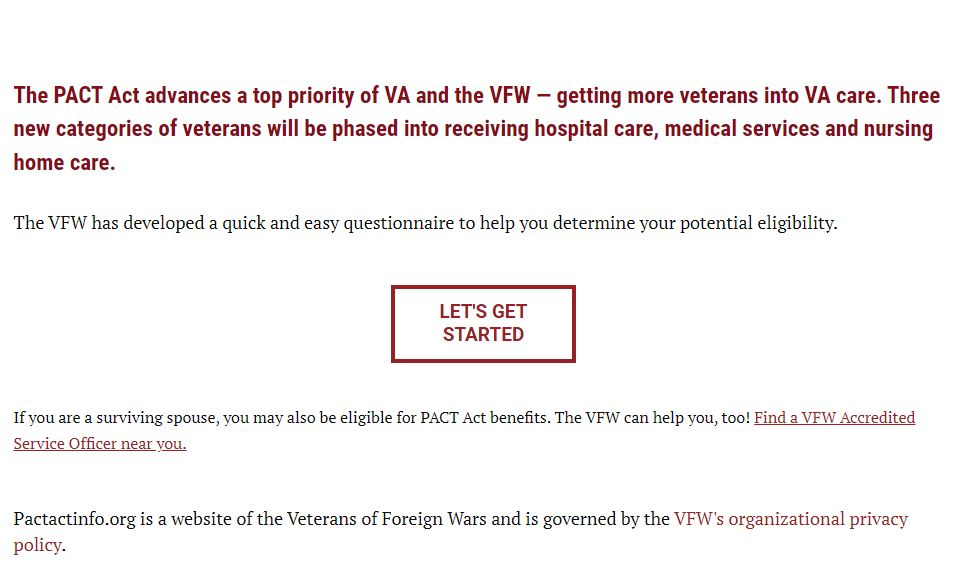 The PACT Act advances a top priority of VA and the VFW — getting more veterans into VA care. Three
new categories of veterans will be phased into receiving hospital care, medical services and nursing
home care.
The VFW has developed a quick and easy questionnaire to help you determine your potential eligibility.
LET'S GET
STARTED
If you are a surviving spouse, you may also be eligible for PACT Act benefits. The VFW can help you, too! Find a VFW Accredited
Service Officer near you.
Pactactinfo.org is a website of the Veterans of Foreign Wars and is governed by the VFW's organizational privacy
policy.